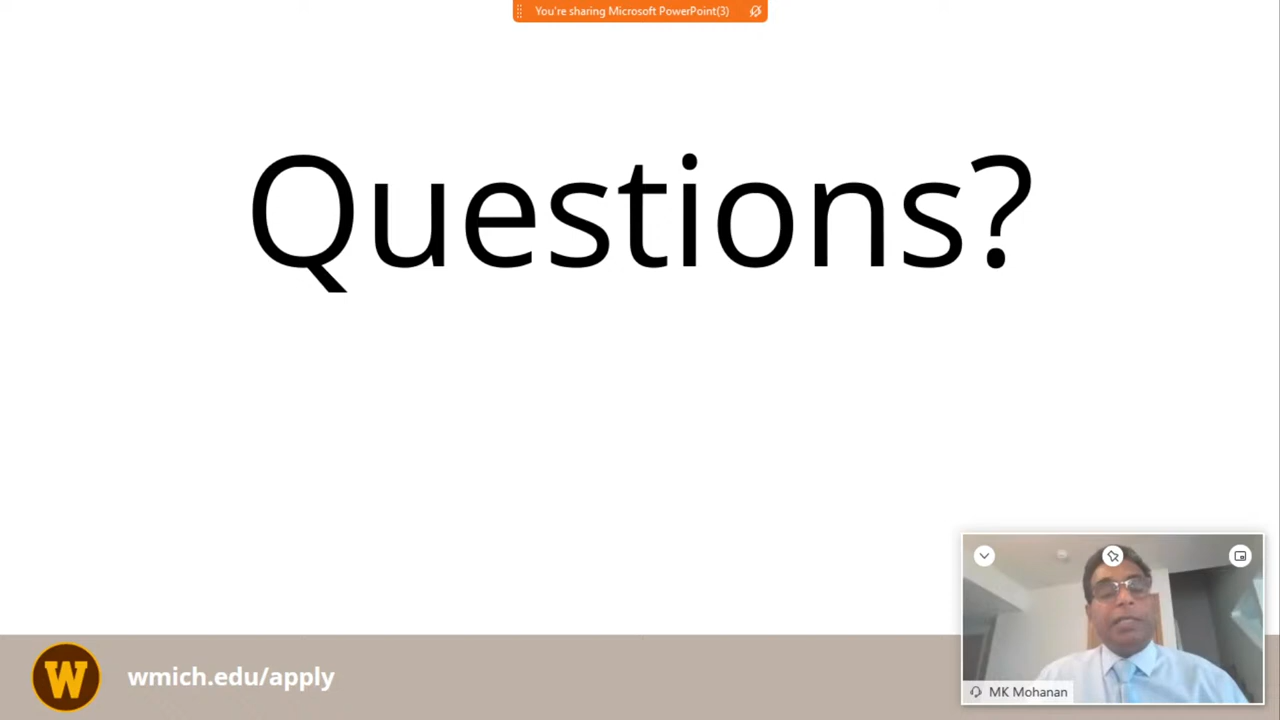 You're sharing Microsoft PowerPoint(3)
Questions?
W
wmich.edu/apply
MK Mohanan